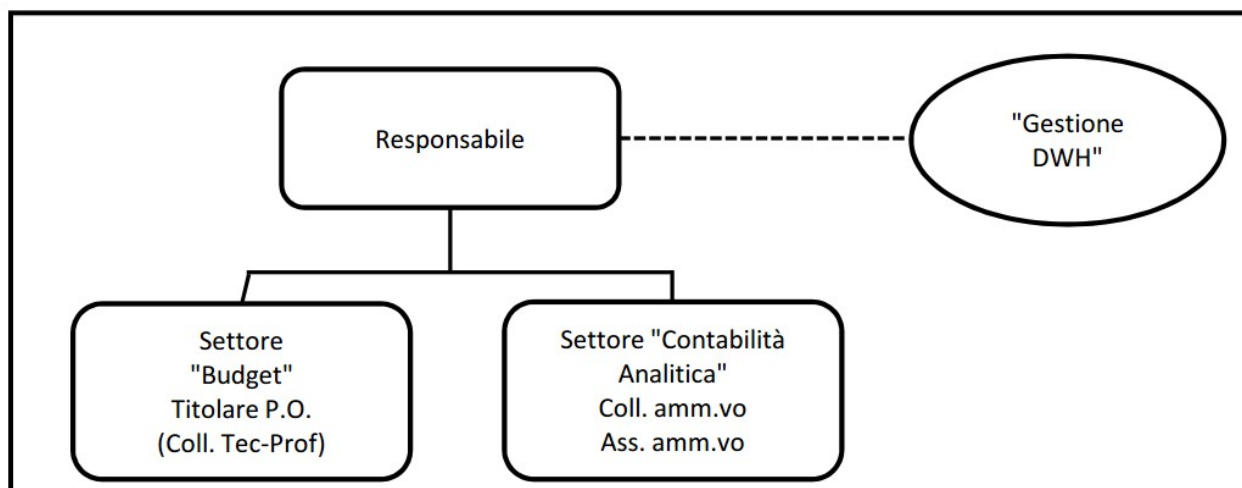 Responsabile
"Gestione
DWH"
Settore
"Budget"
Titolare P.O.
(Coll. Tec-Prof)
Settore "Contabilità
Analitica"
Coll. amm.vo
Ass. amm.vo